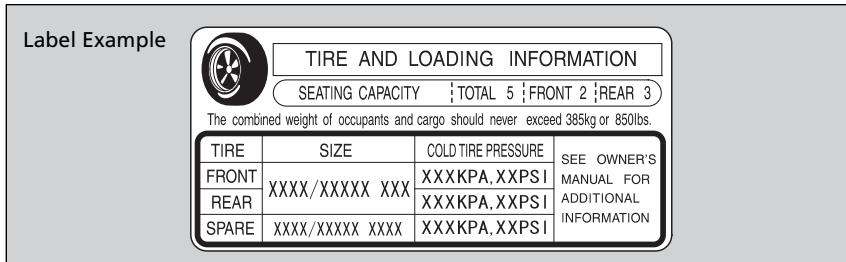 Label Example
TIRE AND LOADING INFORMATION
SEATING CAPACITY TOTAL 5 FRONT 2 REAR 3
The combined weight of occupants and cargo should never exceed 385kg or 850lbs.
TIRE SIZE COLD TIRE PRESSURE SEE OWNER'S MANUAL FOR ADDITIONAL INFORMATION
FRONT XXXX/XXXXX XXX XXXKPA,XXPSI
REAR XXXKPA,XXPSI
SPARE XXXX/XXXXX XXXX XXXKPA,XXPSI